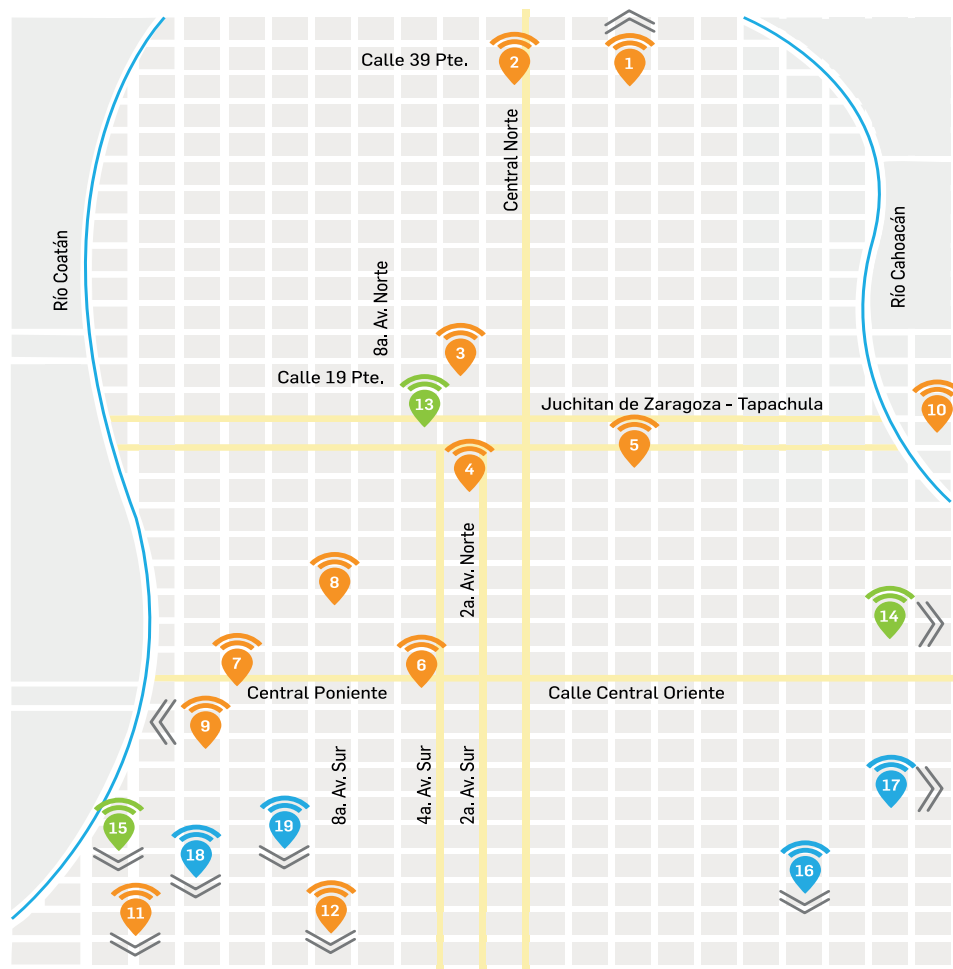 Calle 39 Pte.
2
1
Central Norte
Río Coatán
Río Cahoacán
8a. Av. Norte
3
Calle 19 Pte.
13
Juchitan de Zaragoza - Tapachula
10
5
4
2a. Av. Norte
8
14
7
6
Central Poniente
Calle Central Oriente
9
8a. Av. Sur
4a. Av. Sur
2a. Av. Sur
17
15
19
18
16
11
12